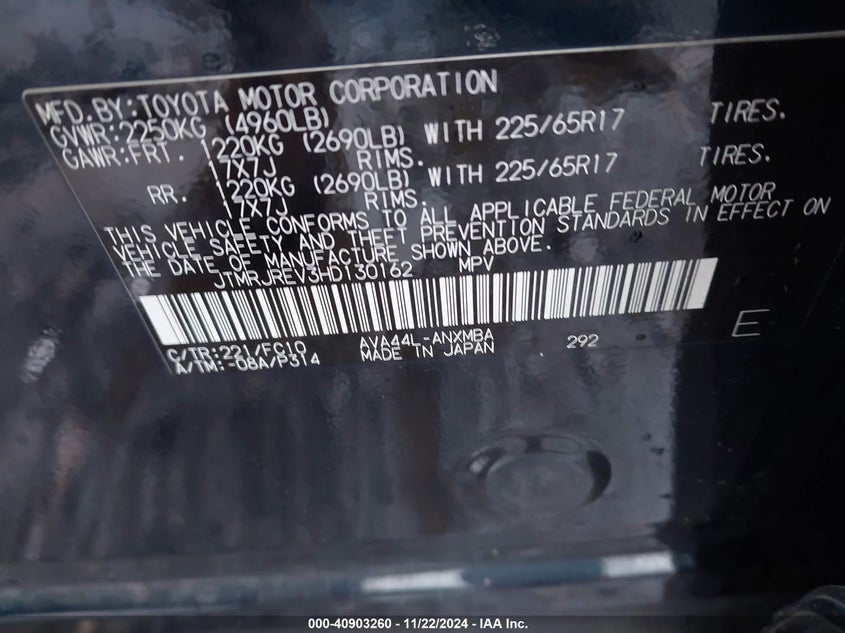 MFD.BY:TOYOTA MOTOR CORPORATION
GVWR:2250KG (4960LB)
GAWR:FRT. 1220KG (2690LB) WITH 225/65R17 TIRES.
17X7J RIMS.
RR. 1220KG (2690LB) WITH 225/65R17 TIRES.
17X7J RIMS.
THIS VEHICLE CONFORMS TO ALL APPLICABLE FEDERAL MOTOR
VEHICLE SAFETY AND THEFT PREVENTION STANDARDS IN EFFECT ON
THE DATE OF MANUFACTURE SHOWN ABOVE.
JTMRJREV3HD130162 MPV
C/TR:221/FC10 AVA44L-ANXMBA 292 E
A/TM:-08A/P314 MADE IN JAPAN
000-40903260 - 11/22/2024 - IAA Inc.